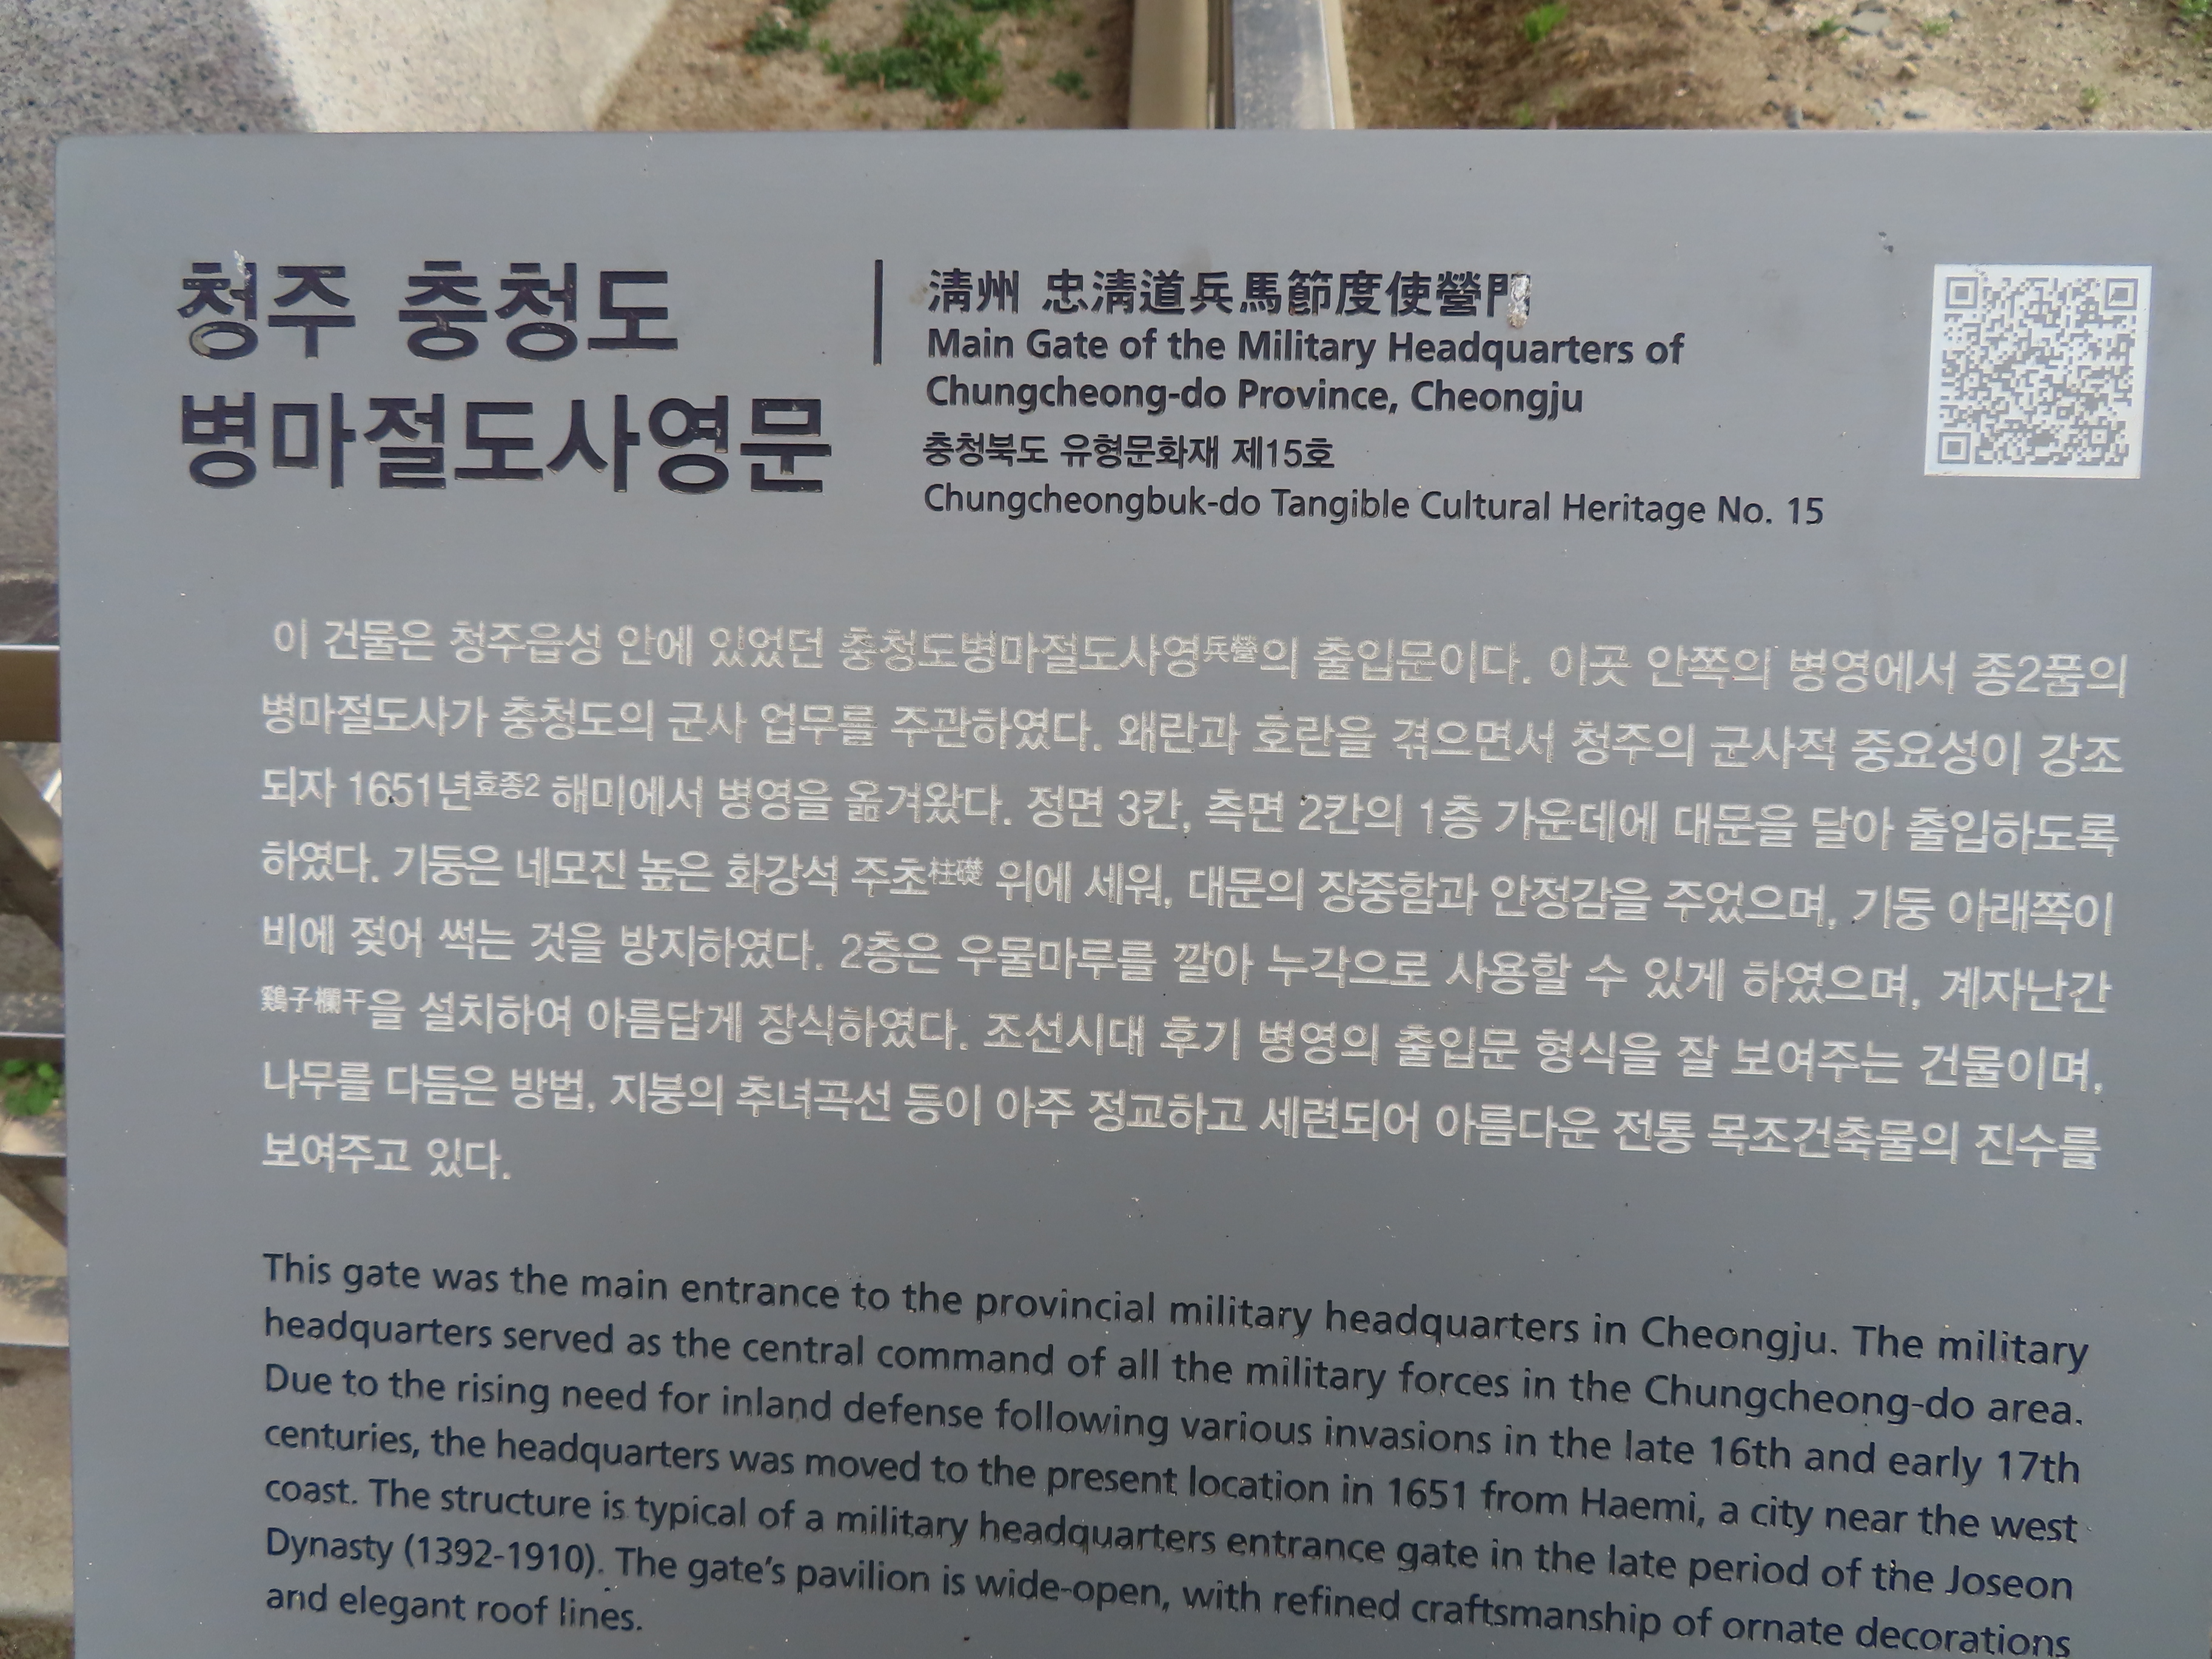 청주 충청도
병마절도사영문
淸州 忠淸道兵馬節度使營門
Main Gate of the Military Headquarters of
Chungcheong-do Province, Cheongju
충청북도 유형문화재 제15호
Chungcheongbuk-do Tangible Cultural Heritage No. 15
이 건물은 청주읍성 안에 있었던 충청도병마절도사영兵營의 출입문이다. 이곳 안쪽의 병영에서 종2품의
병마절도사가 충청도의 군사 업무를 주관하였다. 왜란과 호란을 겪으면서 청주의 군사적 중요성이 강조
되자 1651년효종2 해미에서 병영을 옮겨왔다. 정면 3칸, 측면 2칸의 1층 가운데에 대문을 달아 출입하도록
하였다. 기둥은 네모진 높은 화강석 주초柱礎 위에 세워, 대문의 장중함과 안정감을 주었으며, 기둥 아래쪽이
비에 젖어 썩는 것을 방지하였다. 2층은 우물마루를 깔아 누각으로 사용할 수 있게 하였으며, 계자난간
鷄子欄干을 설치하여 아름답게 장식하였다. 조선시대 후기 병영의 출입문 형식을 잘 보여주는 건물이며,
나무를 다듬은 방법, 지붕의 추녀곡선 등이 아주 정교하고 세련되어 아름다운 전통 목조건축물의 진수를
보여주고 있다.
This gate was the main entrance to the provincial military headquarters in Cheongju. The military
headquarters served as the central command of all the military forces in the Chungcheong-do area.
Due to the rising need for inland defense following various invasions in the late 16th and early 17th
centuries, the headquarters was moved to the present location in 1651 from Haemi, a city near the west
coast. The structure is typical of a military headquarters entrance gate in the late period of the Joseon
Dynasty (1392-1910). The gate's pavilion is wide-open, with refined craftsmanship of ornate decorations
and elegant roof lines.